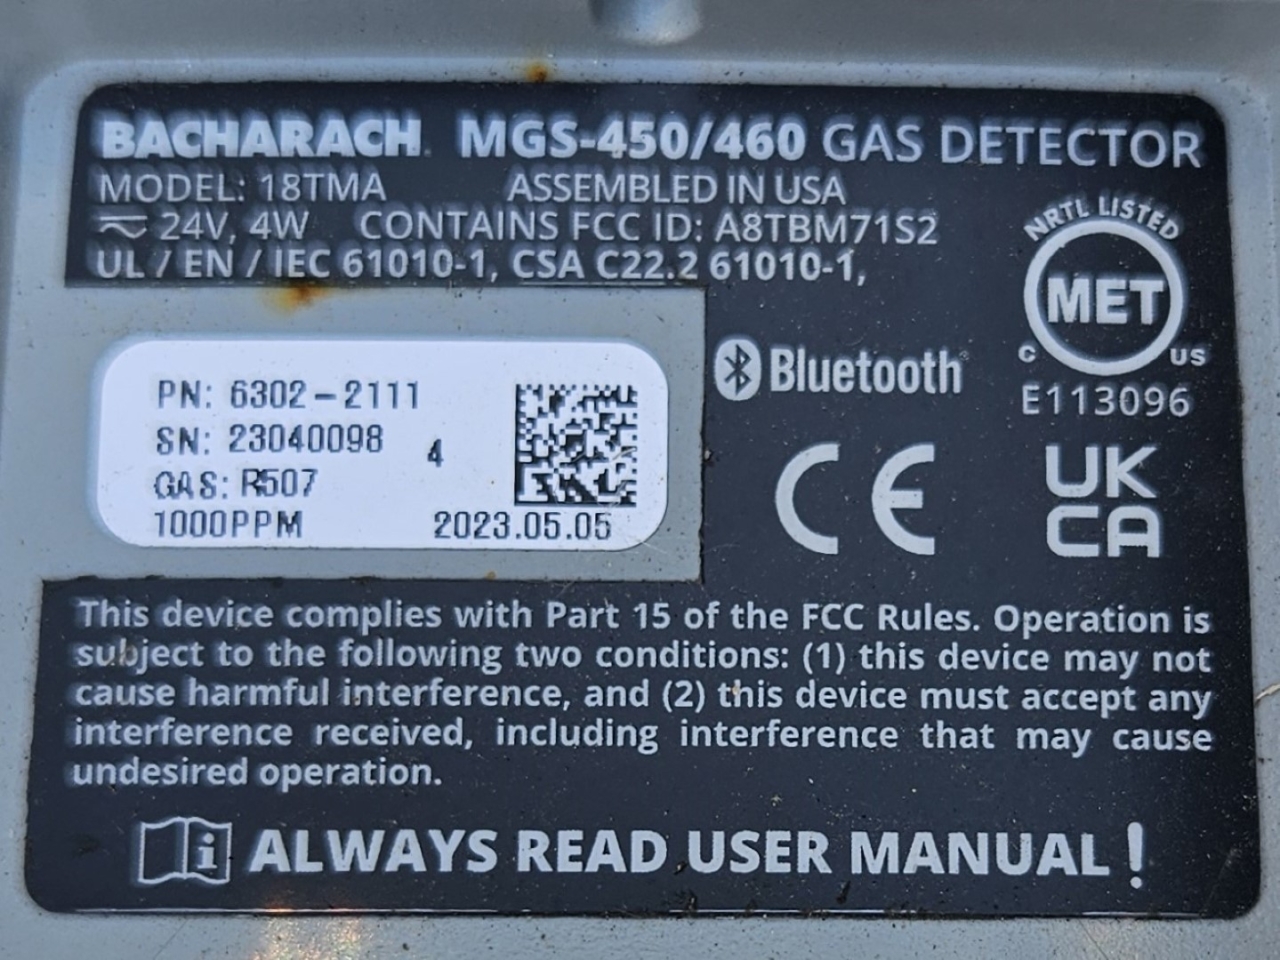 BACHARACH MGS-450/460 GAS DETECTOR
MODEL: 18TMA ASSEMBLED IN USA
24V, 4W CONTAINS FCC ID: A8TBM71S2
UL / EN / IEC 61010-1, CSA C22.2 61010-1,
NRTL LISTED
MET
C US
E113096
PN: 6302-2111
SN: 23040098 4
GAS: R507
1000PPM 2023.05.05
Bluetooth
CE
UK
CA
This device complies with Part 15 of the FCC Rules. Operation is
subject to the following two conditions: (1) this device may not
cause harmful interference, and (2) this device must accept any
interference received, including interference that may cause
undesired operation.
i ALWAYS READ USER MANUAL !